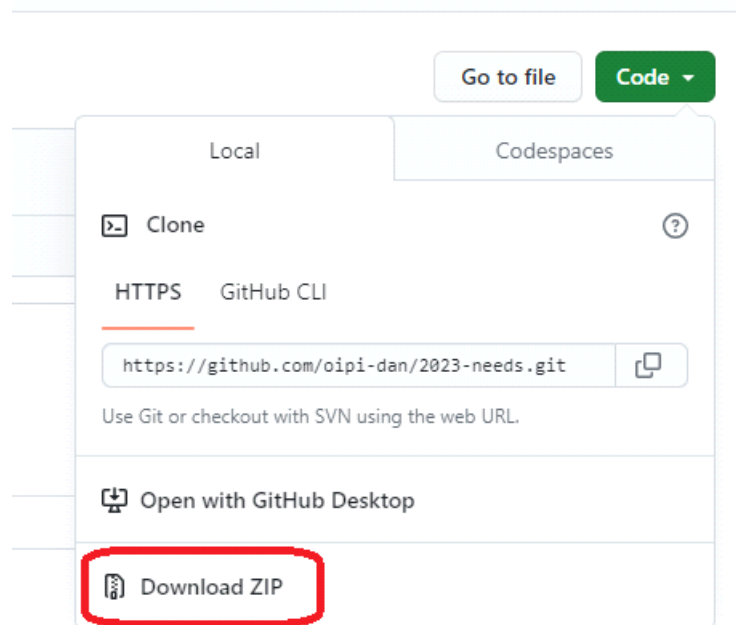 Go to file Code
Local Codespaces
Clone
HTTPS GitHub CLI
https://github.com/oipi-dan/2023-needs.git
Use Git or checkout with SVN using the web URL.
Open with GitHub Desktop
Download ZIP